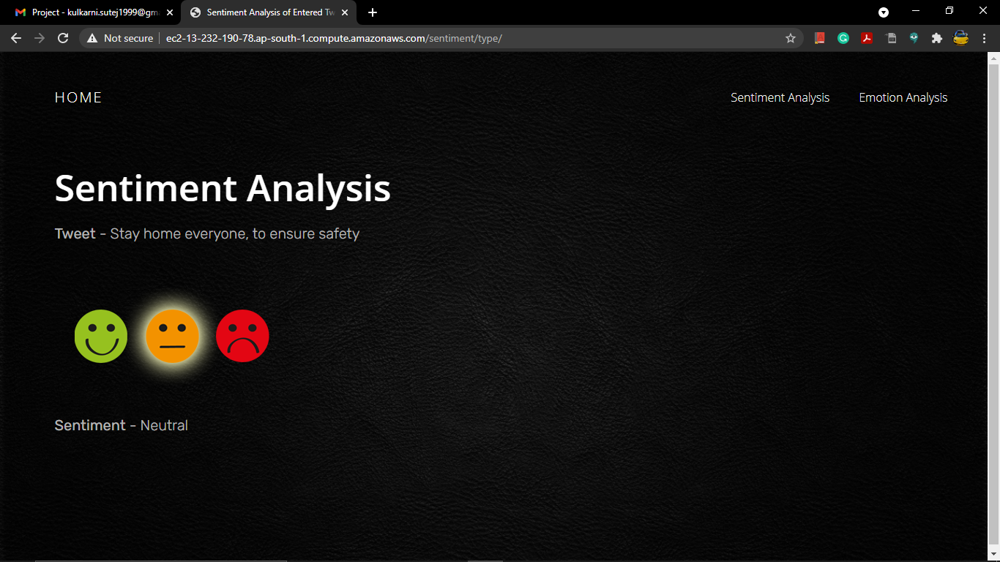 Project - kulkarni.sutej1999@gm
Sentiment Analysis of Entered Tw
Not secure
ec2-13-232-190-78.ap-south-1.compute.amazonaws.com/sentiment/type/
HOME
Sentiment Analysis
Emotion Analysis
Sentiment Analysis
Tweet - Stay home everyone, to ensure safety
Sentiment - Neutral